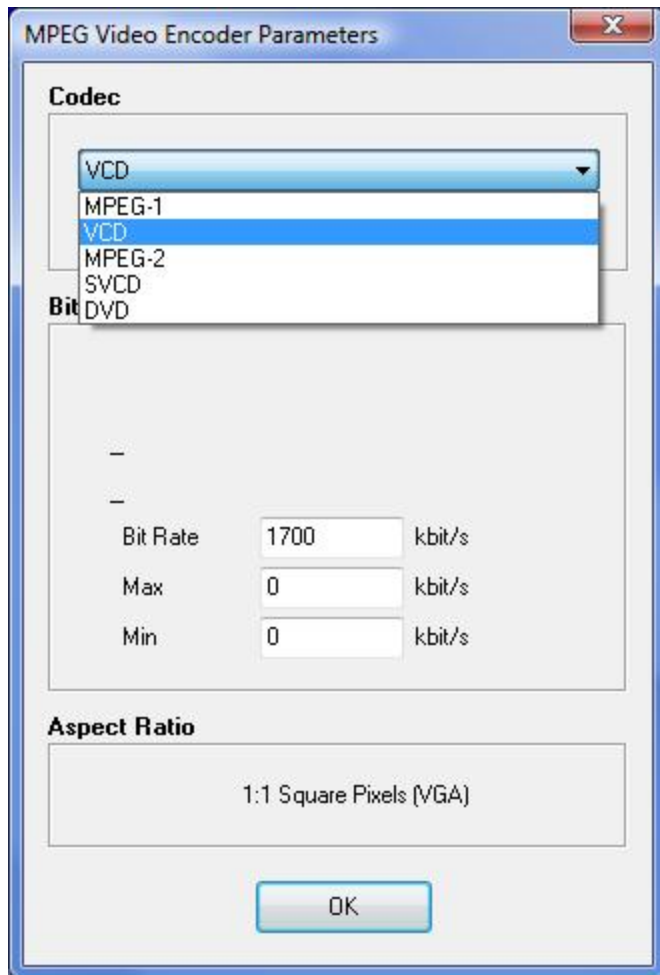 MPEG Video Encoder Parameters
Codec
VCD
MPEG-1
VCD
MPEG-2
SVCD
DVD
Bit
Bit Rate 1700 kbit/s
Max 0 kbit/s
Min 0 kbit/s
Aspect Ratio
1:1 Square Pixels (VGA)
OK